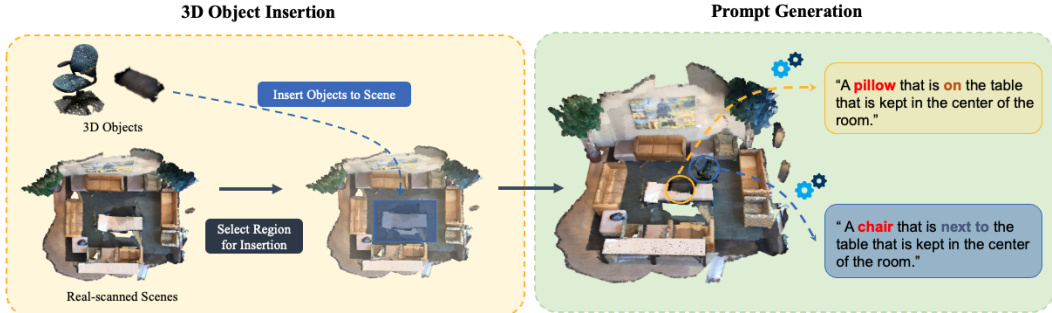 3D Object Insertion
Prompt Generation
3D Objects
Insert Objects to Scene
Select Region
for Insertion
Real-scanned Scenes
“A pillow that is on the table
that is kept in the center of the
room.”
“ A chair that is next to the
table that is kept in the center
of the room.”